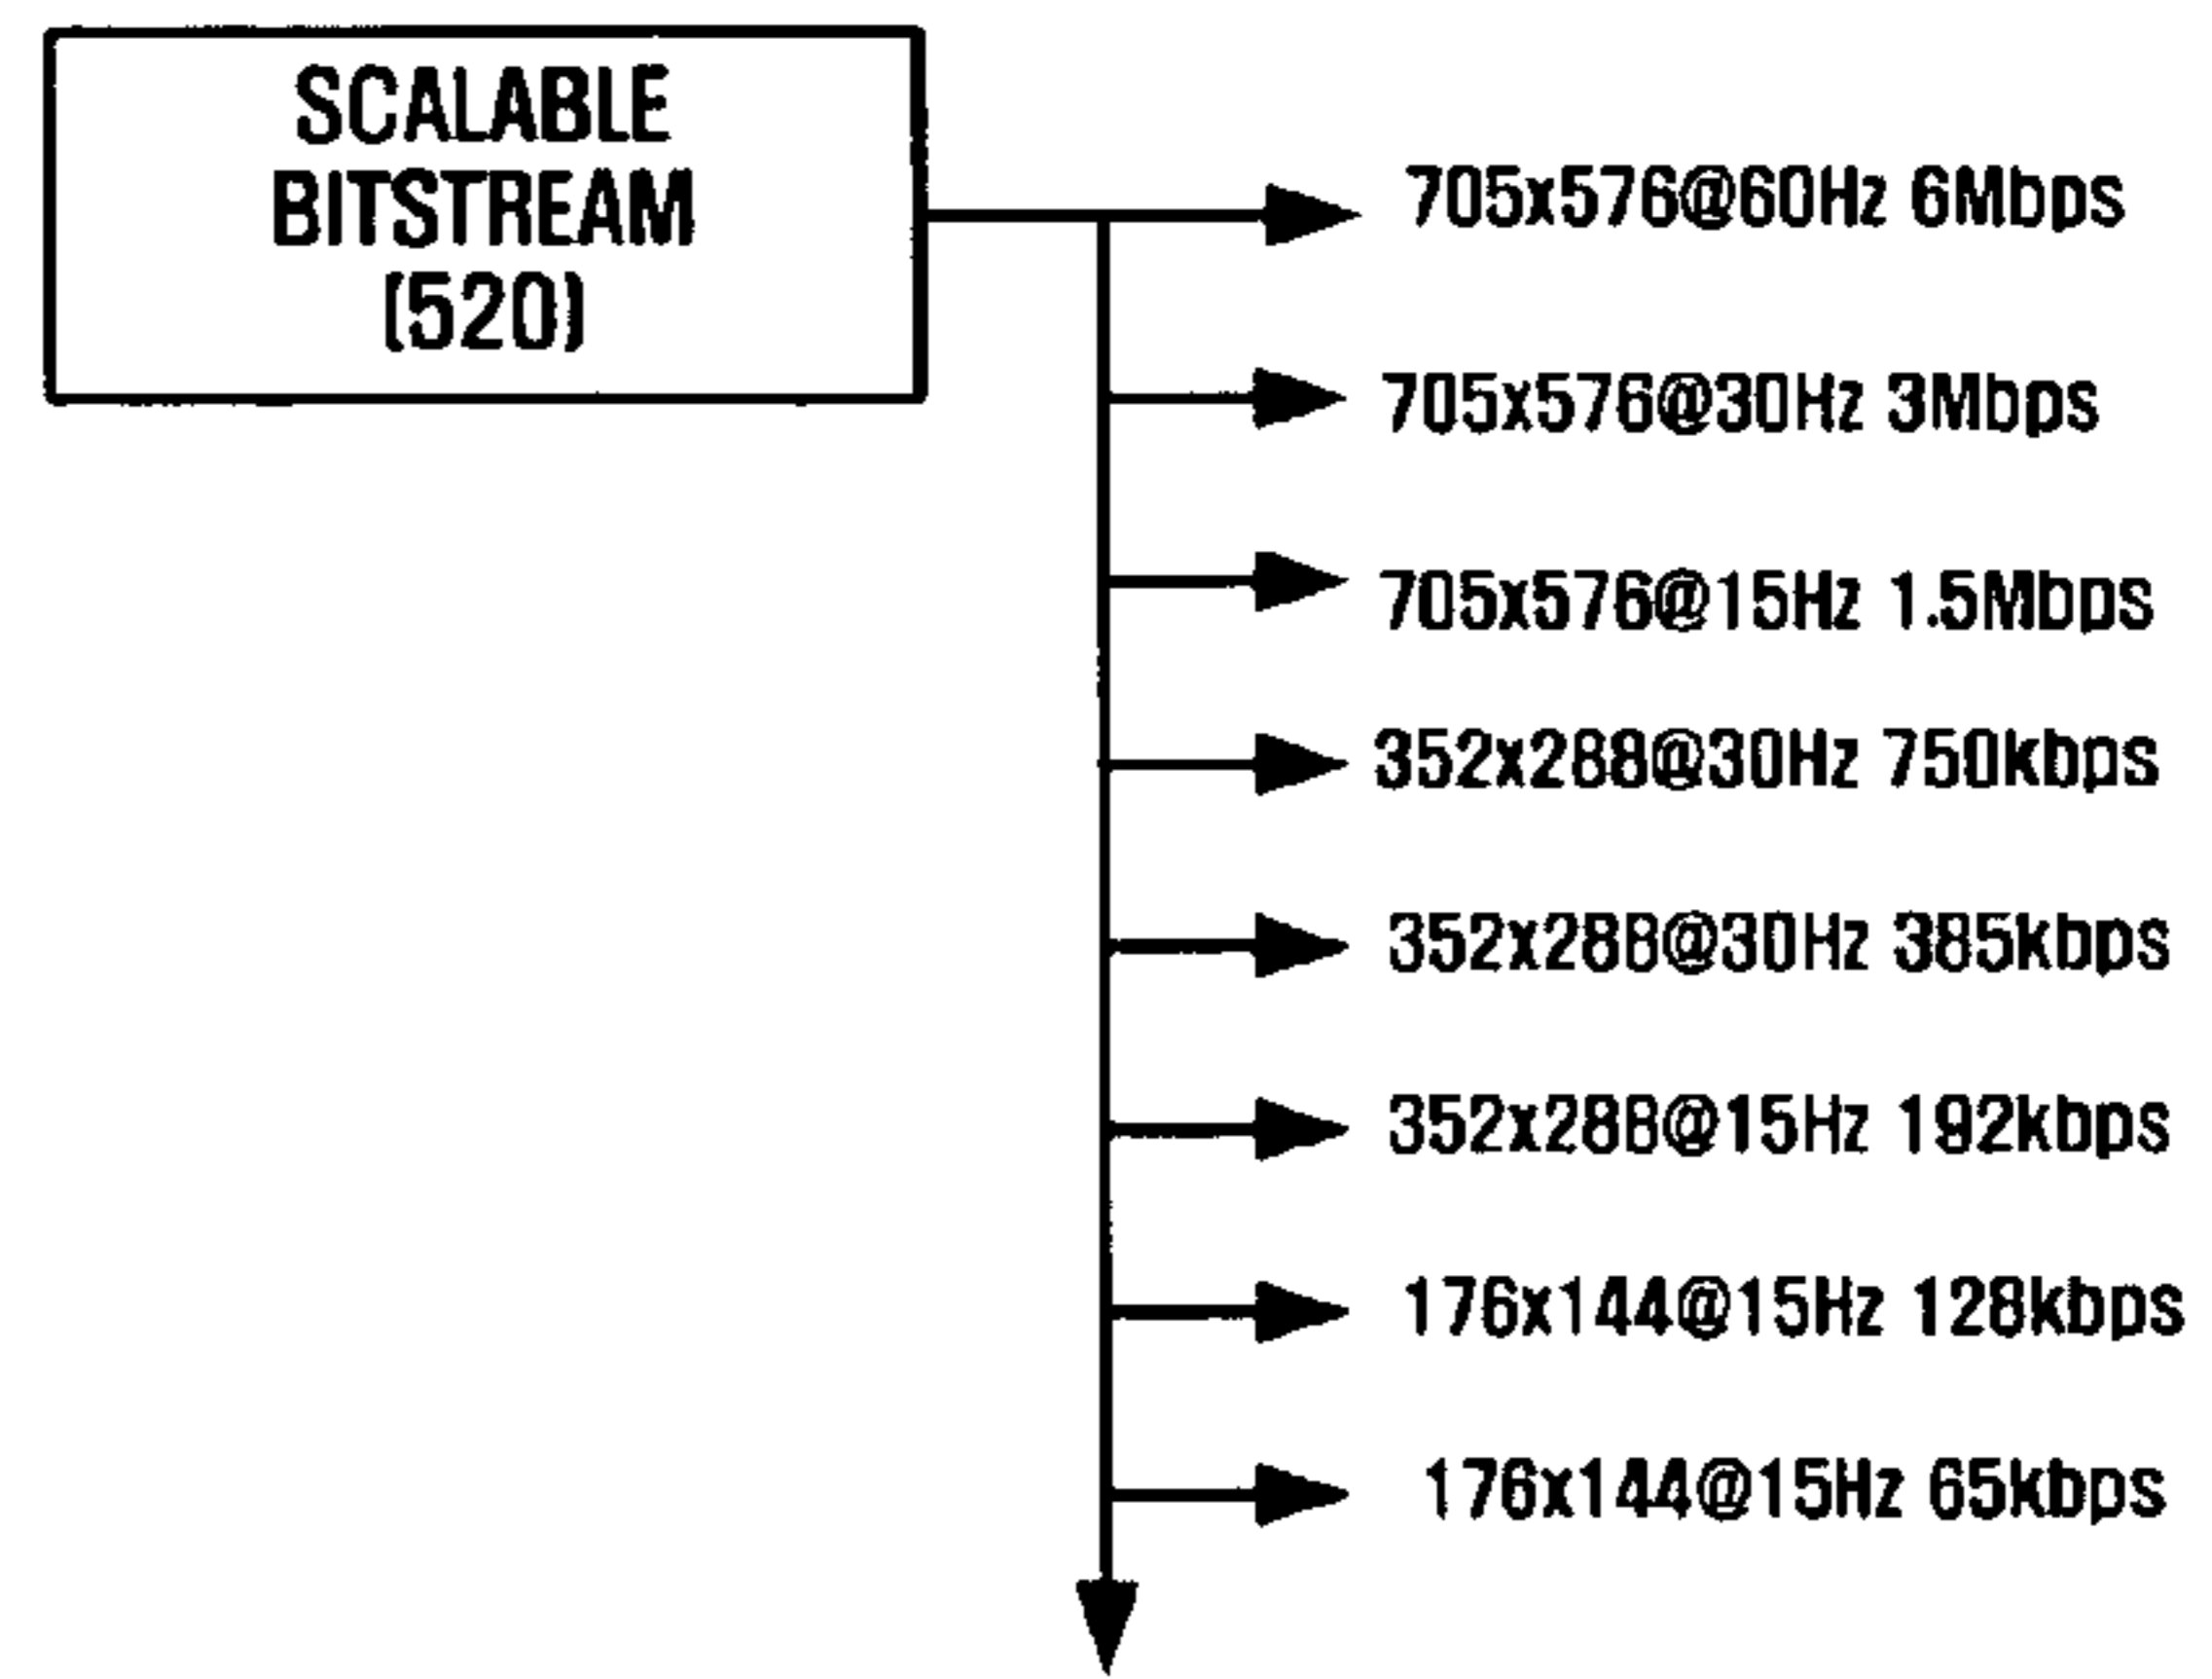 SCALABLE
BITSTREAM
(520)
705x576@60Hz 6Mbps
705x576@30Hz 3Mbps
705x576@15Hz 1.5Mbps
352x288@30Hz 750kbps
352x288@30Hz 385kbps
352x288@15Hz 192kbps
176x144@15Hz 128kbps
176x144@15Hz 65kbps